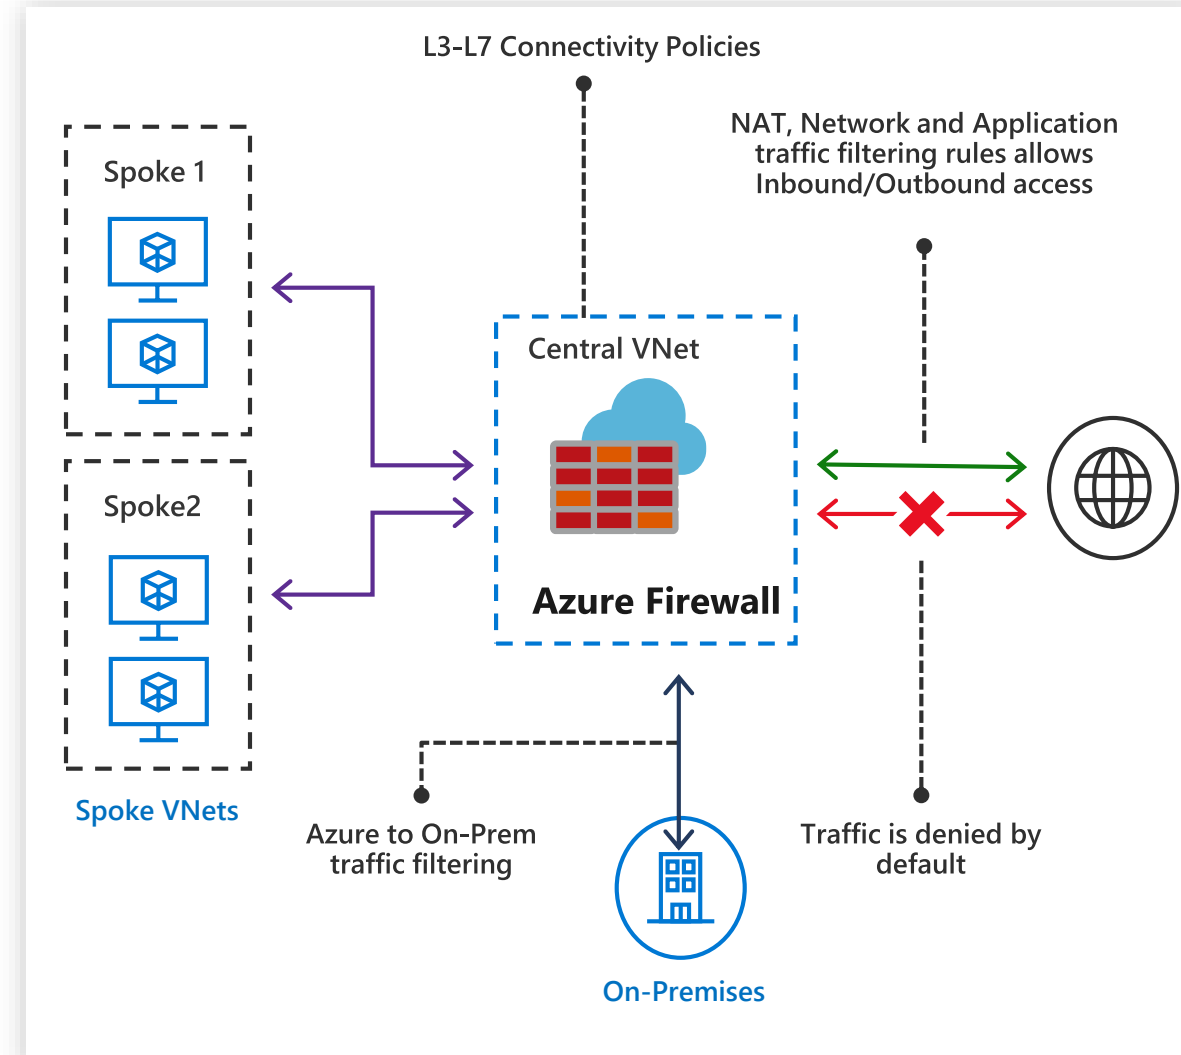 L3-L7 Connectivity Policies
NAT, Network and Application
traffic filtering rules allows
Inbound/Outbound access
Spoke 1
Central VNet
Spoke2
Azure Firewall
Spoke VNets
Azure to On-Prem
traffic filtering
Traffic is denied by
default
On-Premises